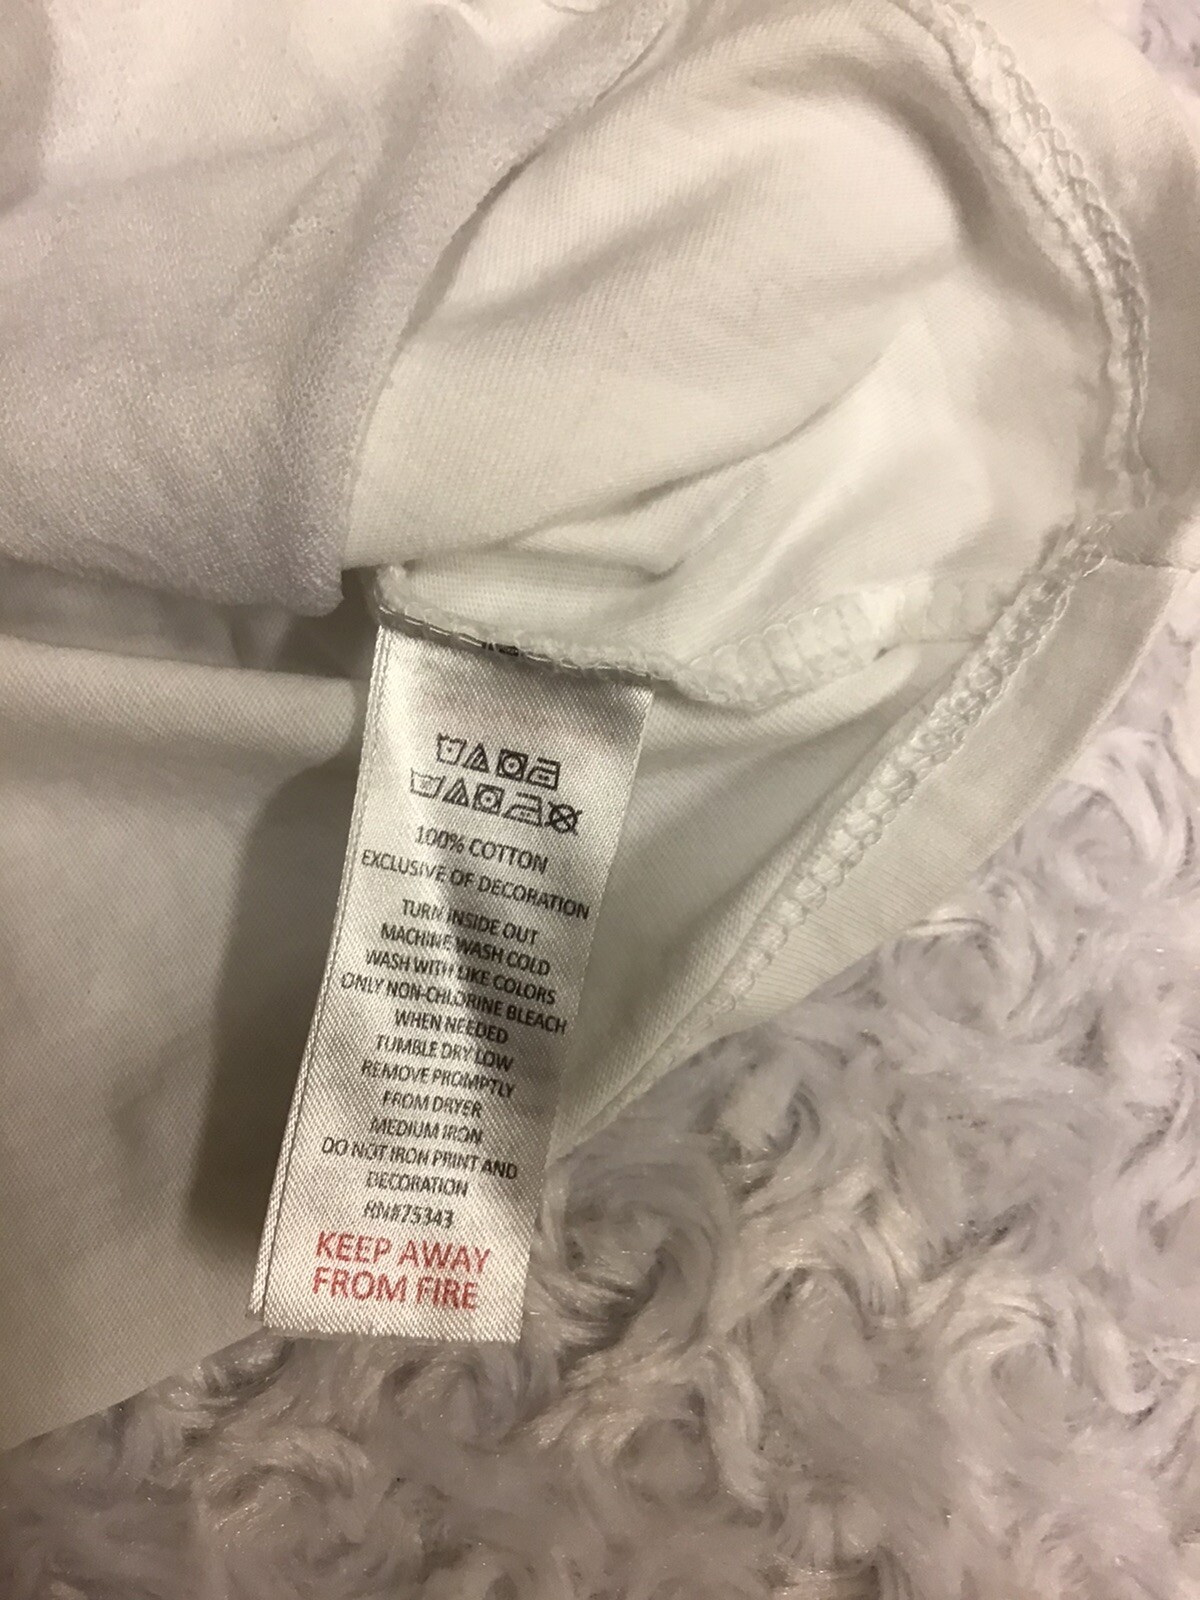 100% COTTON
EXCLUSIVE OF DECORATION
TURN INSIDE OUT
MACHINE WASH COLD
WASH WITH LIKE COLORS
ONLY NON-CHLORINE BLEACH
WHEN NEEDED
TUMBLE DRY LOW
REMOVE PROMPTLY
FROM DRYER
MEDIUM IRON
DO NOT IRON PRINT AND
DECORATION
RN#75343
KEEP AWAY
FROM FIRE